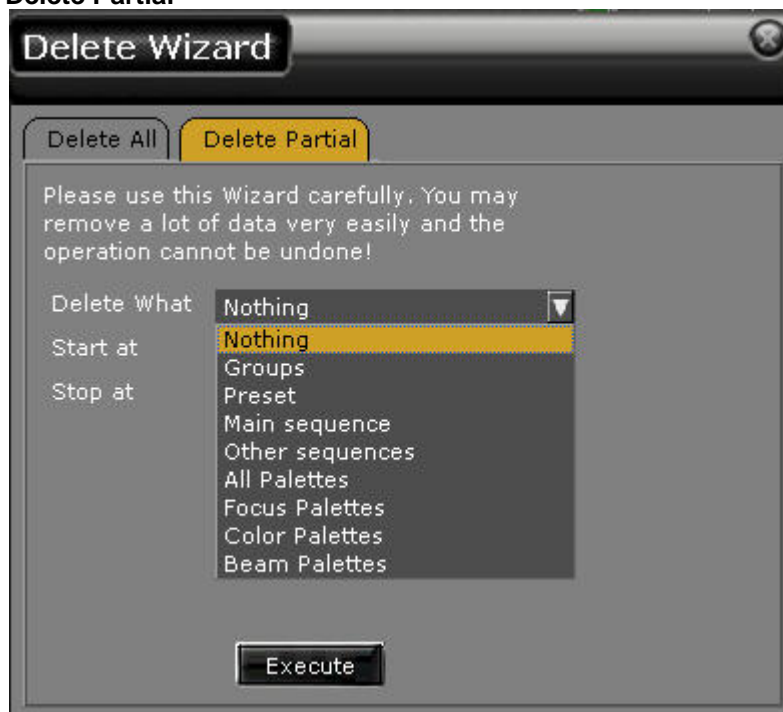 Delete Partial
Delete Wizard
Delete All
Delete Partial
Please use this Wizard carefully. You may
remove a lot of data very easily and the
operation cannot be undone!
Delete What
Nothing
Nothing
Start at
Groups
Stop at
Preset
Main sequence
Other sequences
All Palettes
Focus Palettes
Color Palettes
Beam Palettes
Execute